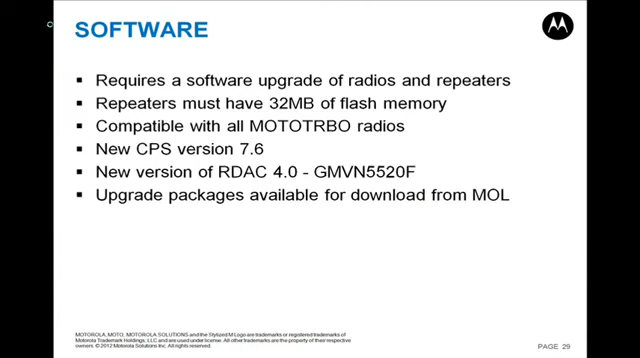 SOFTWARE
Requires a software upgrade of radios and repeaters
Repeaters must have 32MB of flash memory
Compatible with all MOTOTRBO radios
New CPS version 7.6
New version of RDAC 4.0 - GMVN5520F
Upgrade packages available for download from MOL
MOTOROLA, MOTO, MOTOROLA SOLUTIONS and the Stylized M Logo are trademarks or registered trademarks of
Motorola Trademark Holdings, LLC and are used under license. All other trademarks are the property of their respective
owners. © 2012 Motorola Solutions, Inc. All rights reserved.
PAGE 29